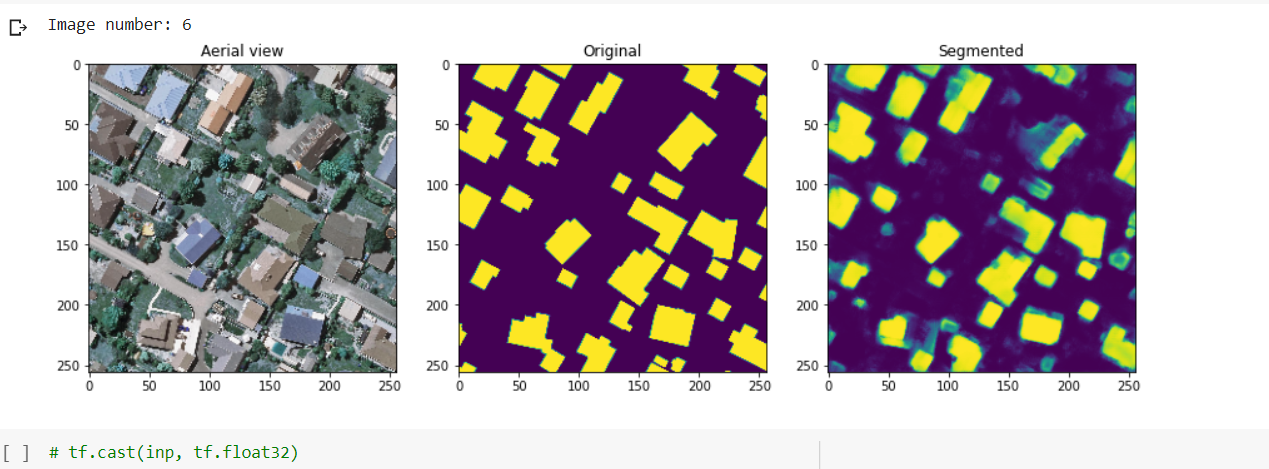 Image number: 6
Aerial view Original Segmented
0 0 0
50 50 50
100 100 100
150 150 150
200 200 200
250 250 250
0 50 100 150 200 250 0 50 100 150 200 250 0 50 100 150 200 250
[ ] # tf.cast(inp, tf.float32)